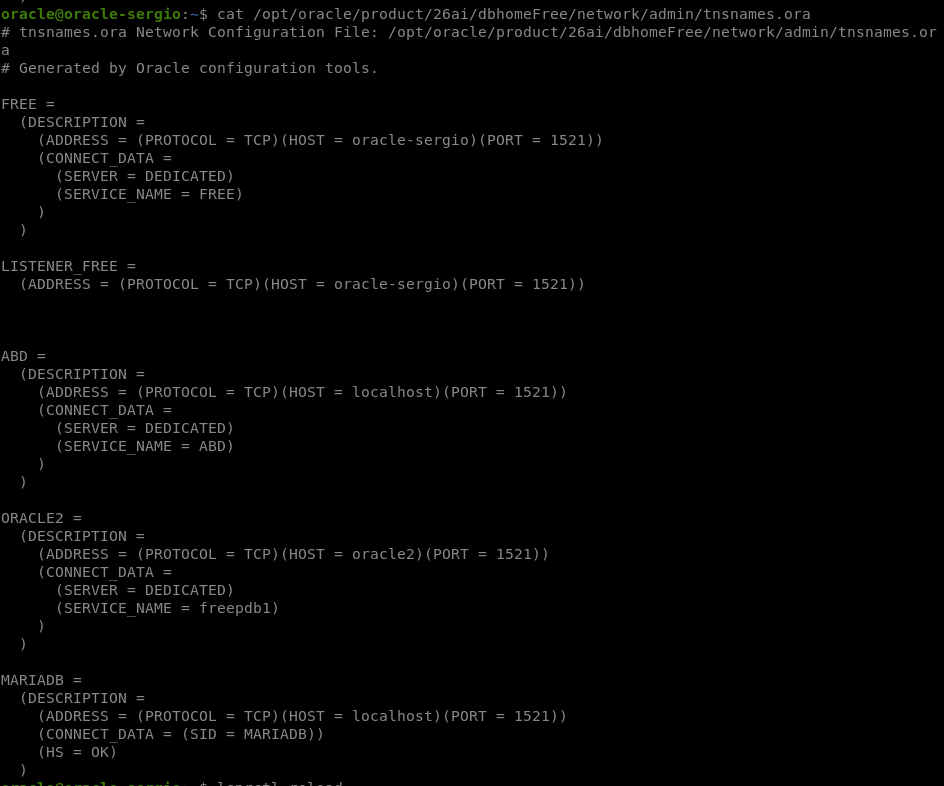 oracle@oracle-sergio:~$ cat /opt/oracle/product/26ai/dbhomeFree/network/admin/tnsnames.ora
# tnsnames.ora Network Configuration File: /opt/oracle/product/26ai/dbhomeFree/network/admin/tnsnames.or
a
# Generated by Oracle configuration tools.

FREE =
  (DESCRIPTION =
    (ADDRESS = (PROTOCOL = TCP)(HOST = oracle-sergio)(PORT = 1521))
    (CONNECT_DATA =
      (SERVER = DEDICATED)
      (SERVICE_NAME = FREE)
    )
  )

LISTENER_FREE =
  (ADDRESS = (PROTOCOL = TCP)(HOST = oracle-sergio)(PORT = 1521))

ABD =
  (DESCRIPTION =
    (ADDRESS = (PROTOCOL = TCP)(HOST = localhost)(PORT = 1521))
    (CONNECT_DATA =
      (SERVER = DEDICATED)
      (SERVICE_NAME = ABD)
    )
  )

ORACLE2 =
  (DESCRIPTION =
    (ADDRESS = (PROTOCOL = TCP)(HOST = oracle2)(PORT = 1521))
    (CONNECT_DATA =
      (SERVER = DEDICATED)
      (SERVICE_NAME = freepdb1)
    )
  )

MARIADB =
  (DESCRIPTION =
    (ADDRESS = (PROTOCOL = TCP)(HOST = localhost)(PORT = 1521))
    (CONNECT_DATA = (SID = MARIADB))
    (HS = OK)
  )
oracle@oracle-sergio:~$ lsnrctl reload